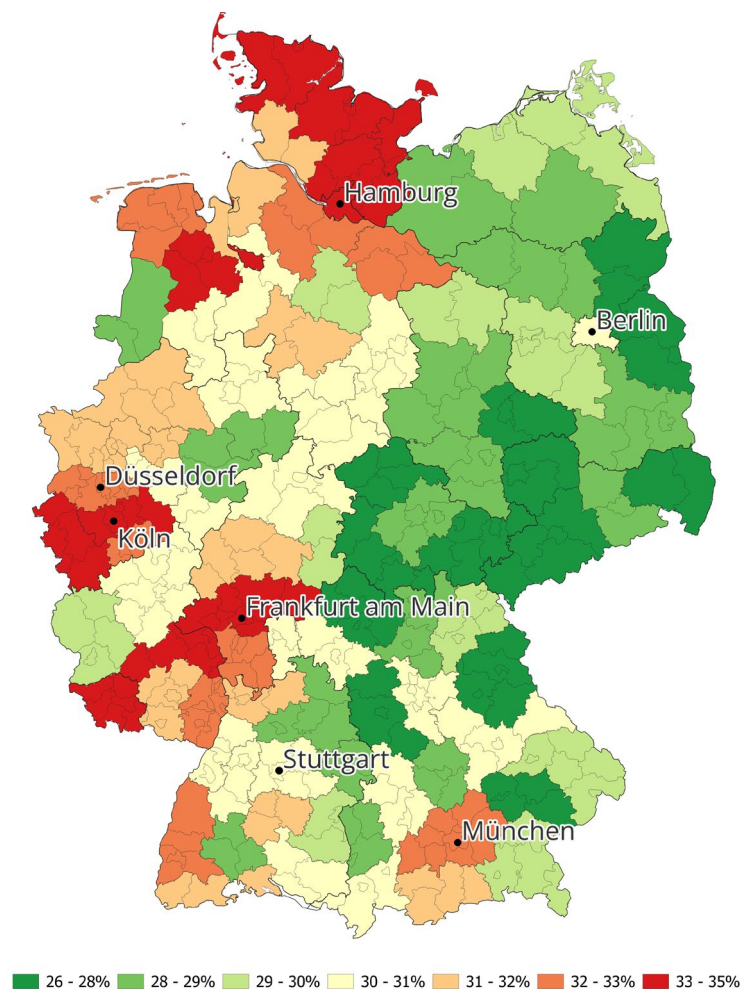 Hamburg
Berlin
Düsseldorf
Köln
Frankfurt am Main
Stuttgart
München
26 - 28% 28 - 29% 29 - 30% 30 - 31% 31 - 32% 32 - 33% 33 - 35%